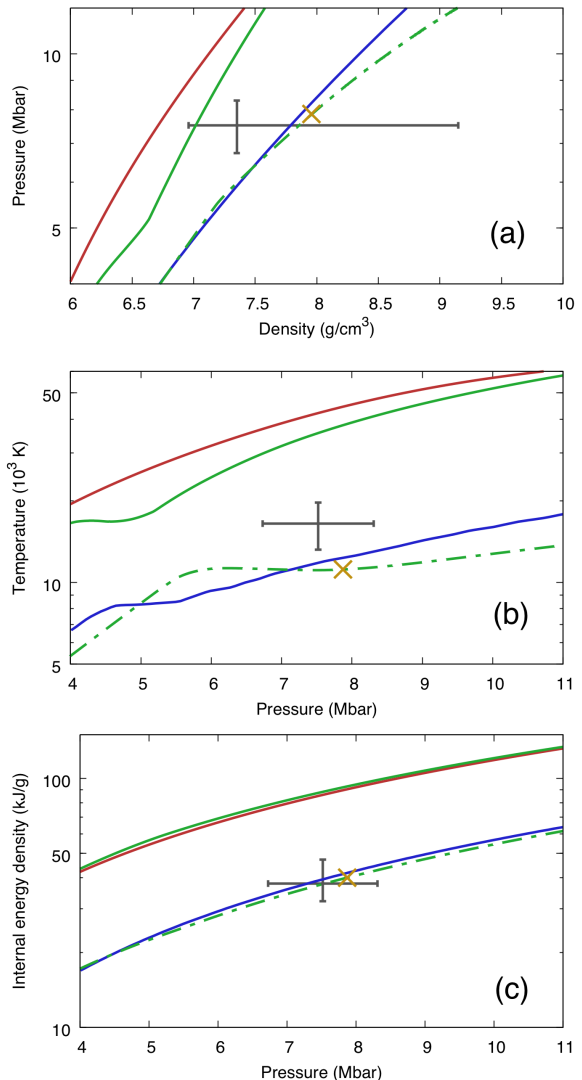 10
5
Pressure (Mbar)
(a)
6 6.5 7 7.5 8 8.5 9 9.5 10
Density (g/cm³)
50
10
5
Temperature (10³ K)
(b)
4 5 6 7 8 9 10 11
Pressure (Mbar)
100
50
10
Internal energy density (kJ/g)
(c)
4 5 6 7 8 9 10 11
Pressure (Mbar)